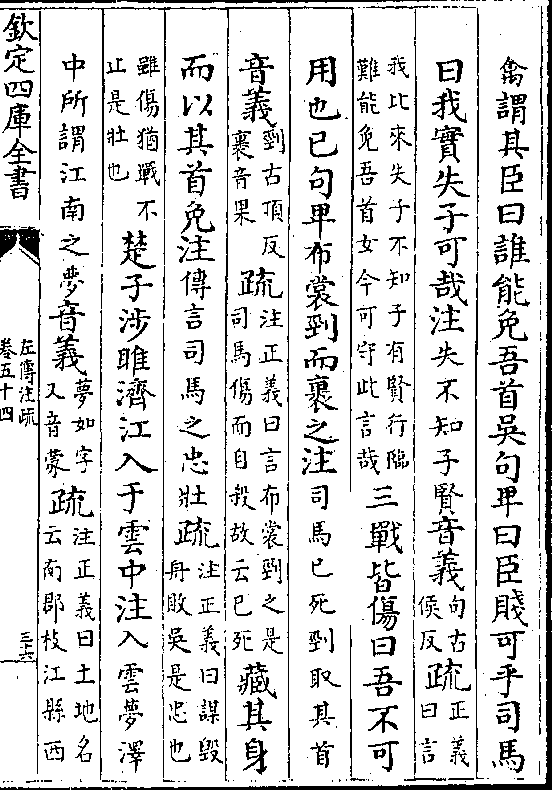 禽謂其臣曰誰能免吾首吳句卑曰臣賤可乎司馬
曰我實失子可哉注失不知子賢音義句古侯反疏正義曰言
我比來失子不知子有賢行臨難能免吾首女今可守此言哉三戰皆傷曰吾不可
用也已句卑布裳剄而裹之注司馬已死剄取其首
音義剄古頂反裹音果疏注正義曰言布裳剄之是司馬傷而自殺故云已死藏其身
而以其首免注傳言司馬之忠壯疏注正義曰謀毀舟敗吳是忠也
雖傷猶戰不止是壯也楚子涉雎濟江入于雲中注入雲夢澤
中所謂江南之夢音義夢如字又音蒙疏注正義曰土地名云南郡枝江縣西
欽定四庫全書
左傳注疏
卷五十四
三十六